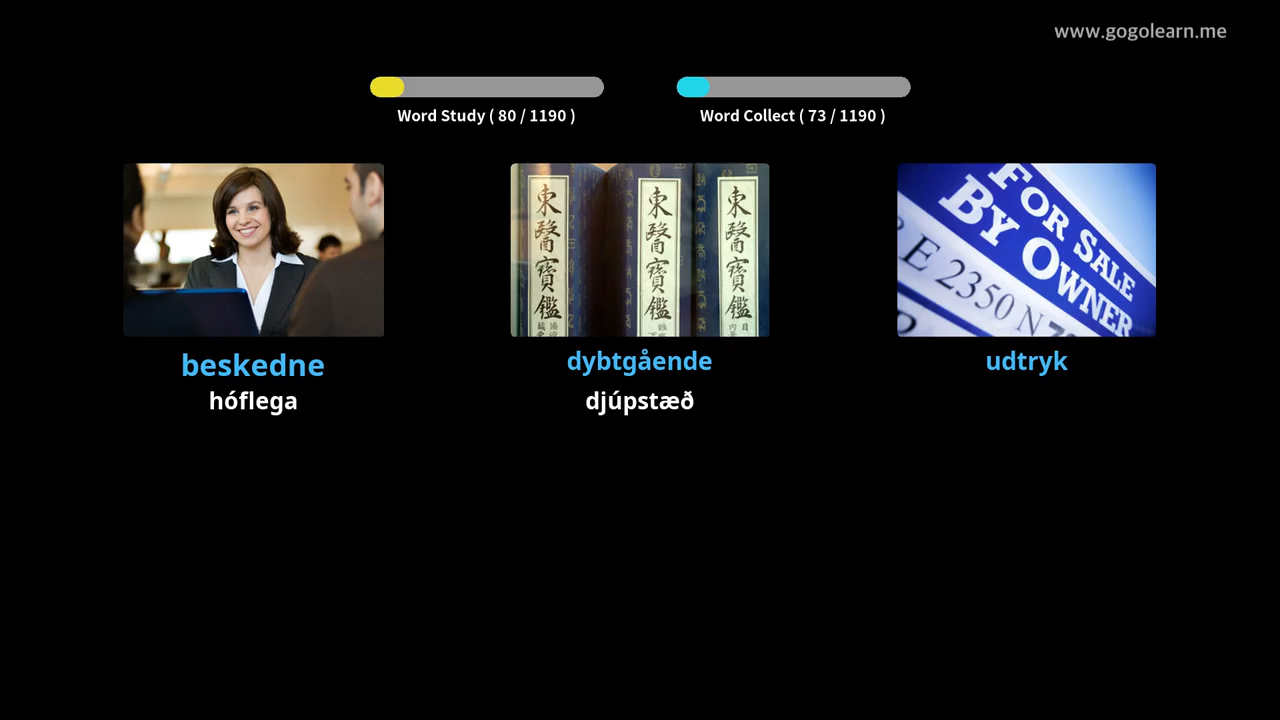 www.gogolearn.me
Word Study ( 80 / 1190 )
Word Collect ( 73 / 1190 )
東醫寶鑑
東醫寶鑑
東醫寶鑑
FOR SALE
BY OWNER
E 2350 N
beskedne
dybtgående
udtryk
hóflega
djúpstæð